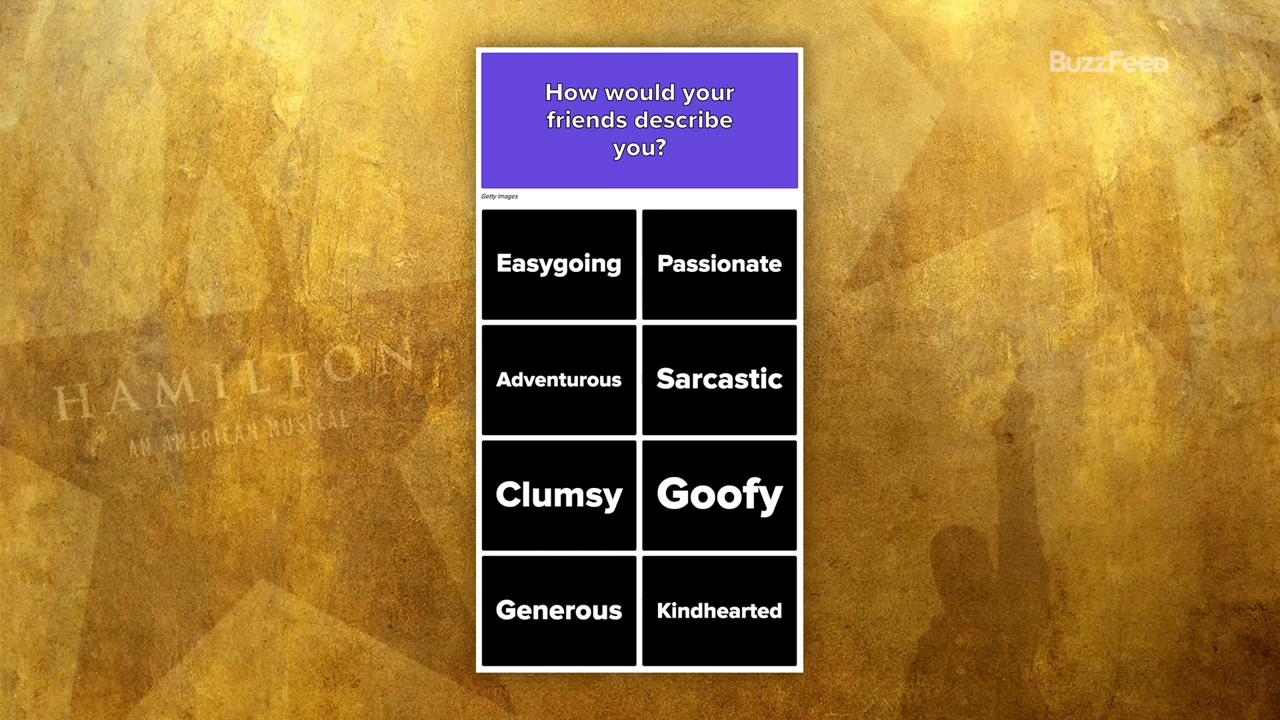 BuzzFeed
How would your
friends describe
you?
Getty Images
Easygoing
Passionate
Adventurous
Sarcastic
Clumsy
Goofy
Generous
Kindhearted
HAMILTON
AN AMERICAN MUSICAL